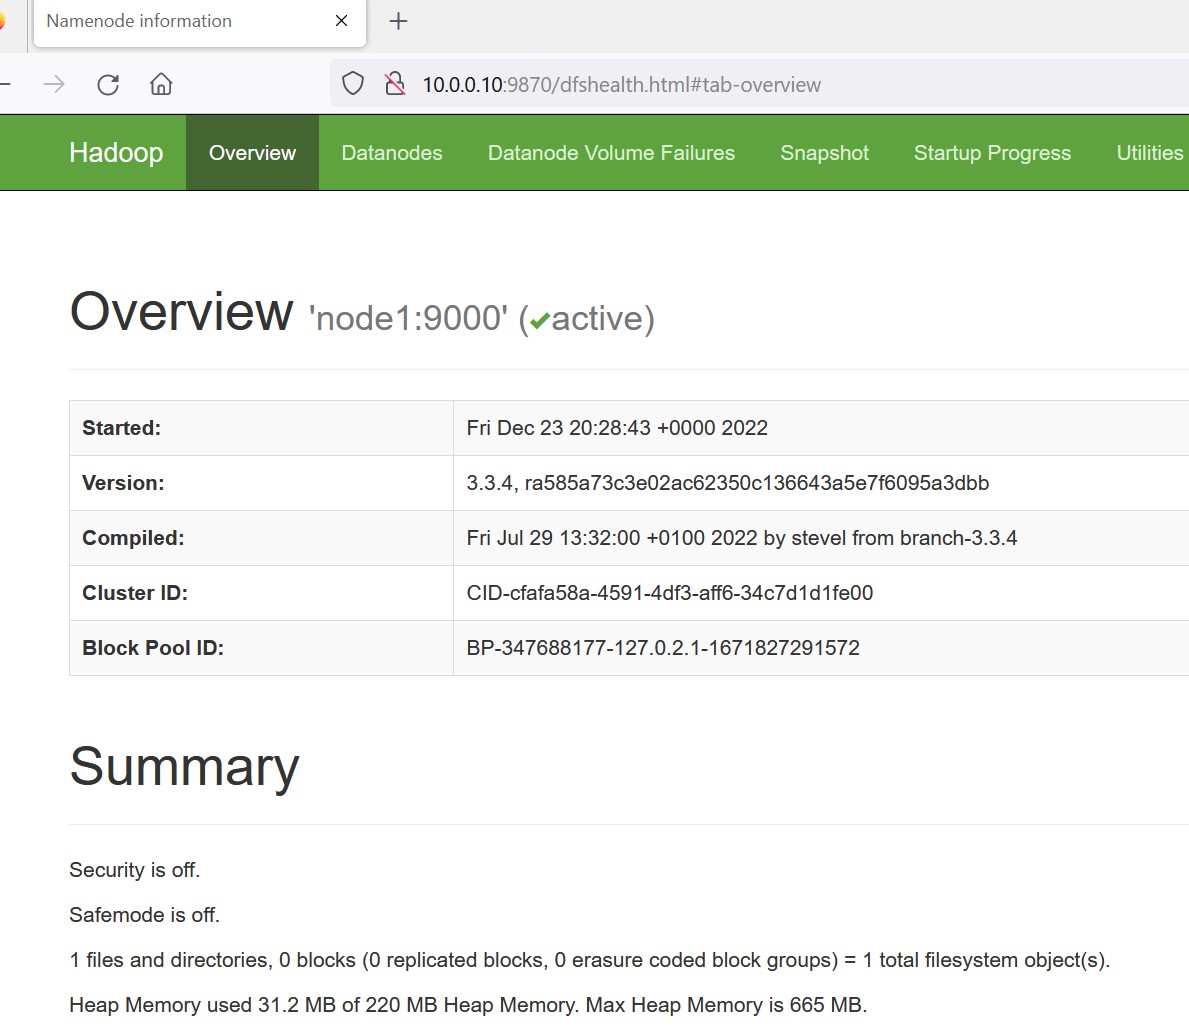 Namenode information
10.0.0.10:9870/dfshealth.html#tab-overview
Hadoop Overview Datanodes Datanode Volume Failures Snapshot Startup Progress Utilities
Overview 'node1:9000' (✔active)
Started: Fri Dec 23 20:28:43 +0000 2022
Version: 3.3.4, ra585a73c3e02ac62350c136643a5e7f6095a3dbb
Compiled: Fri Jul 29 13:32:00 +0100 2022 by stevel from branch-3.3.4
Cluster ID: CID-cfafa58a-4591-4df3-aff6-34c7d1d1fe00
Block Pool ID: BP-347688177-127.0.2.1-1671827291572
Summary
Security is off.
Safemode is off.
1 files and directories, 0 blocks (0 replicated blocks, 0 erasure coded block groups) = 1 total filesystem object(s).
Heap Memory used 31.2 MB of 220 MB Heap Memory. Max Heap Memory is 665 MB.